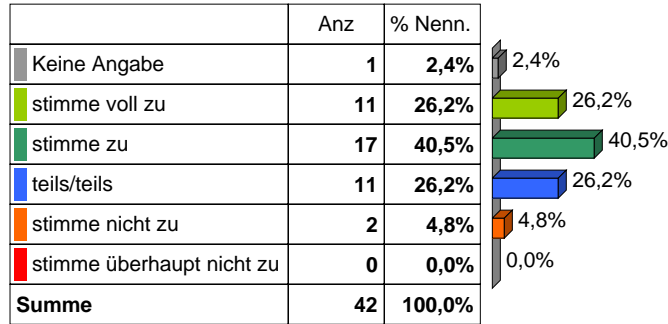 Anz % Nenn.
Keine Angabe 1 2,4% 2,4%
stimme voll zu 11 26,2% 26,2%
stimme zu 17 40,5% 40,5%
teils/teils 11 26,2% 26,2%
stimme nicht zu 2 4,8% 4,8%
stimme überhaupt nicht zu 0 0,0% 0,0%
Summe 42 100,0%